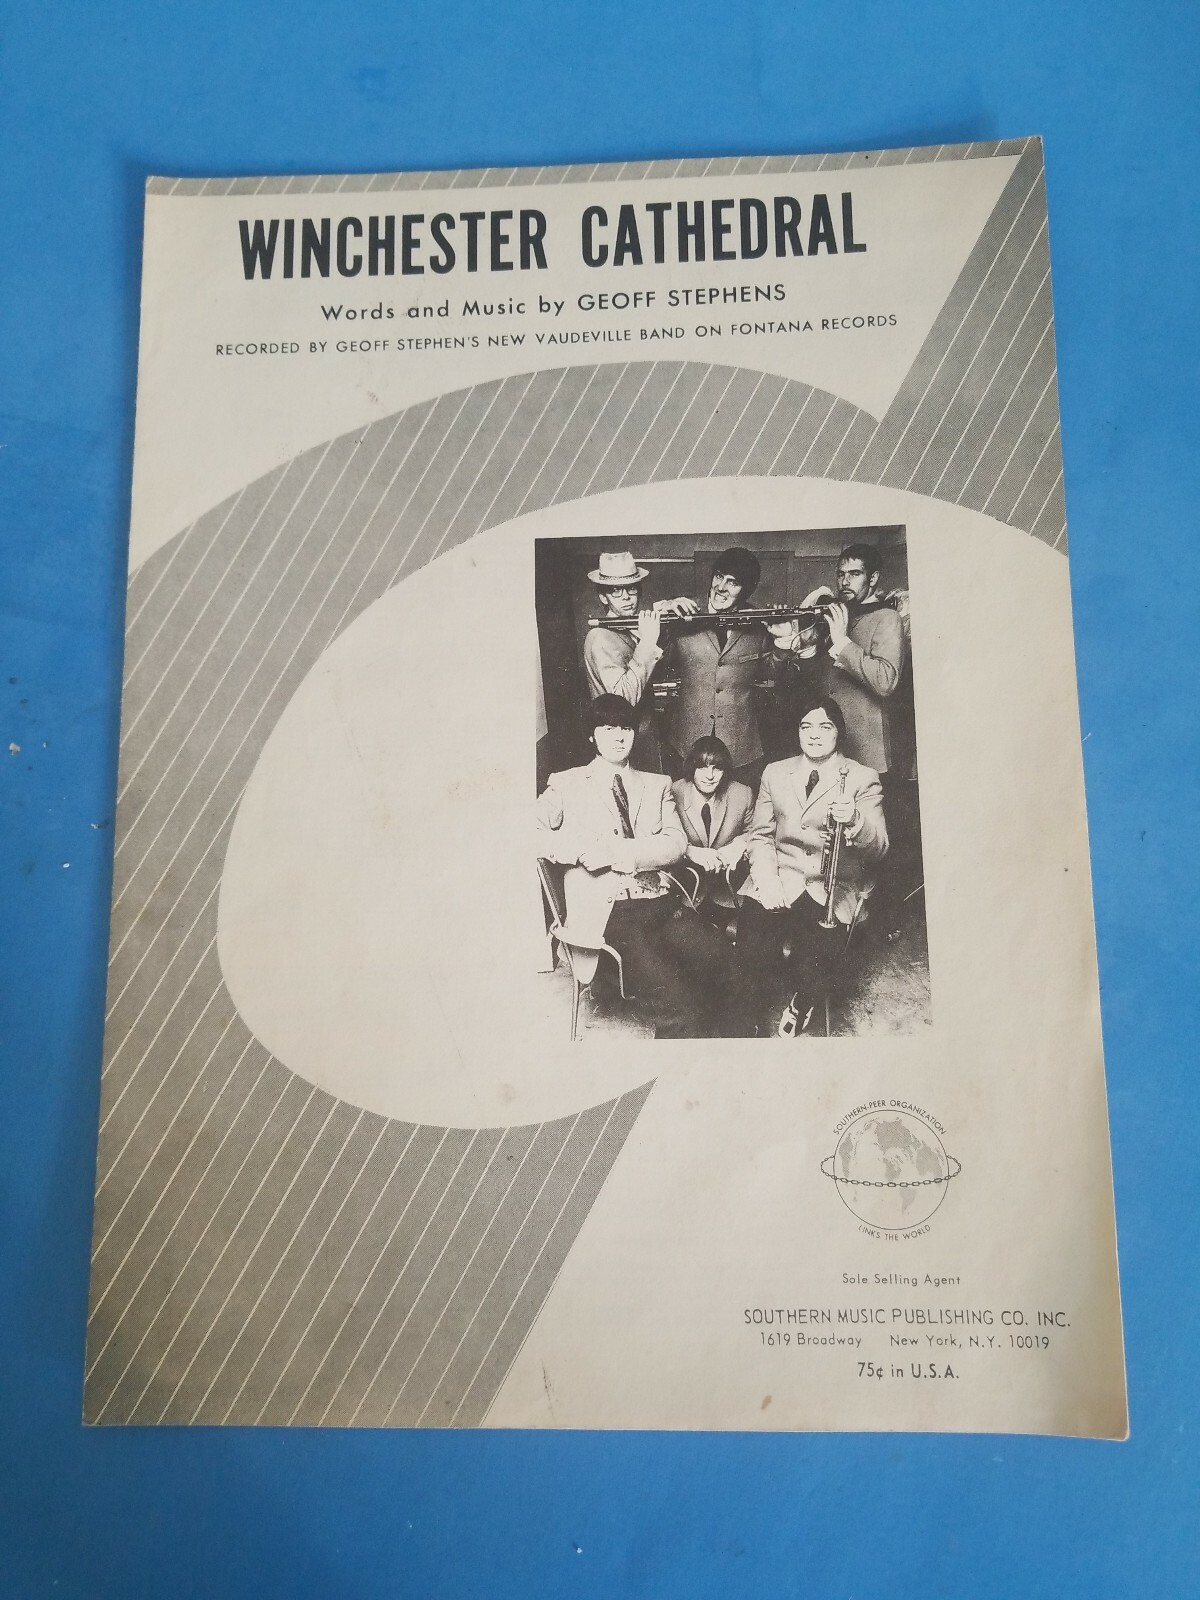 WINCHESTER CATHEDRAL
Words and Music by GEOFF STEPHENS
RECORDED BY GEOFF STEPHEN'S NEW VAUDEVILLE BAND ON FONTANA RECORDS
SOUTHERN-PEER ORGANIZATION
LINKS THE WORLD
Sole Selling Agent
SOUTHERN MUSIC PUBLISHING CO. INC.
1619 Broadway New York, N.Y. 10019
75¢ in U.S.A.